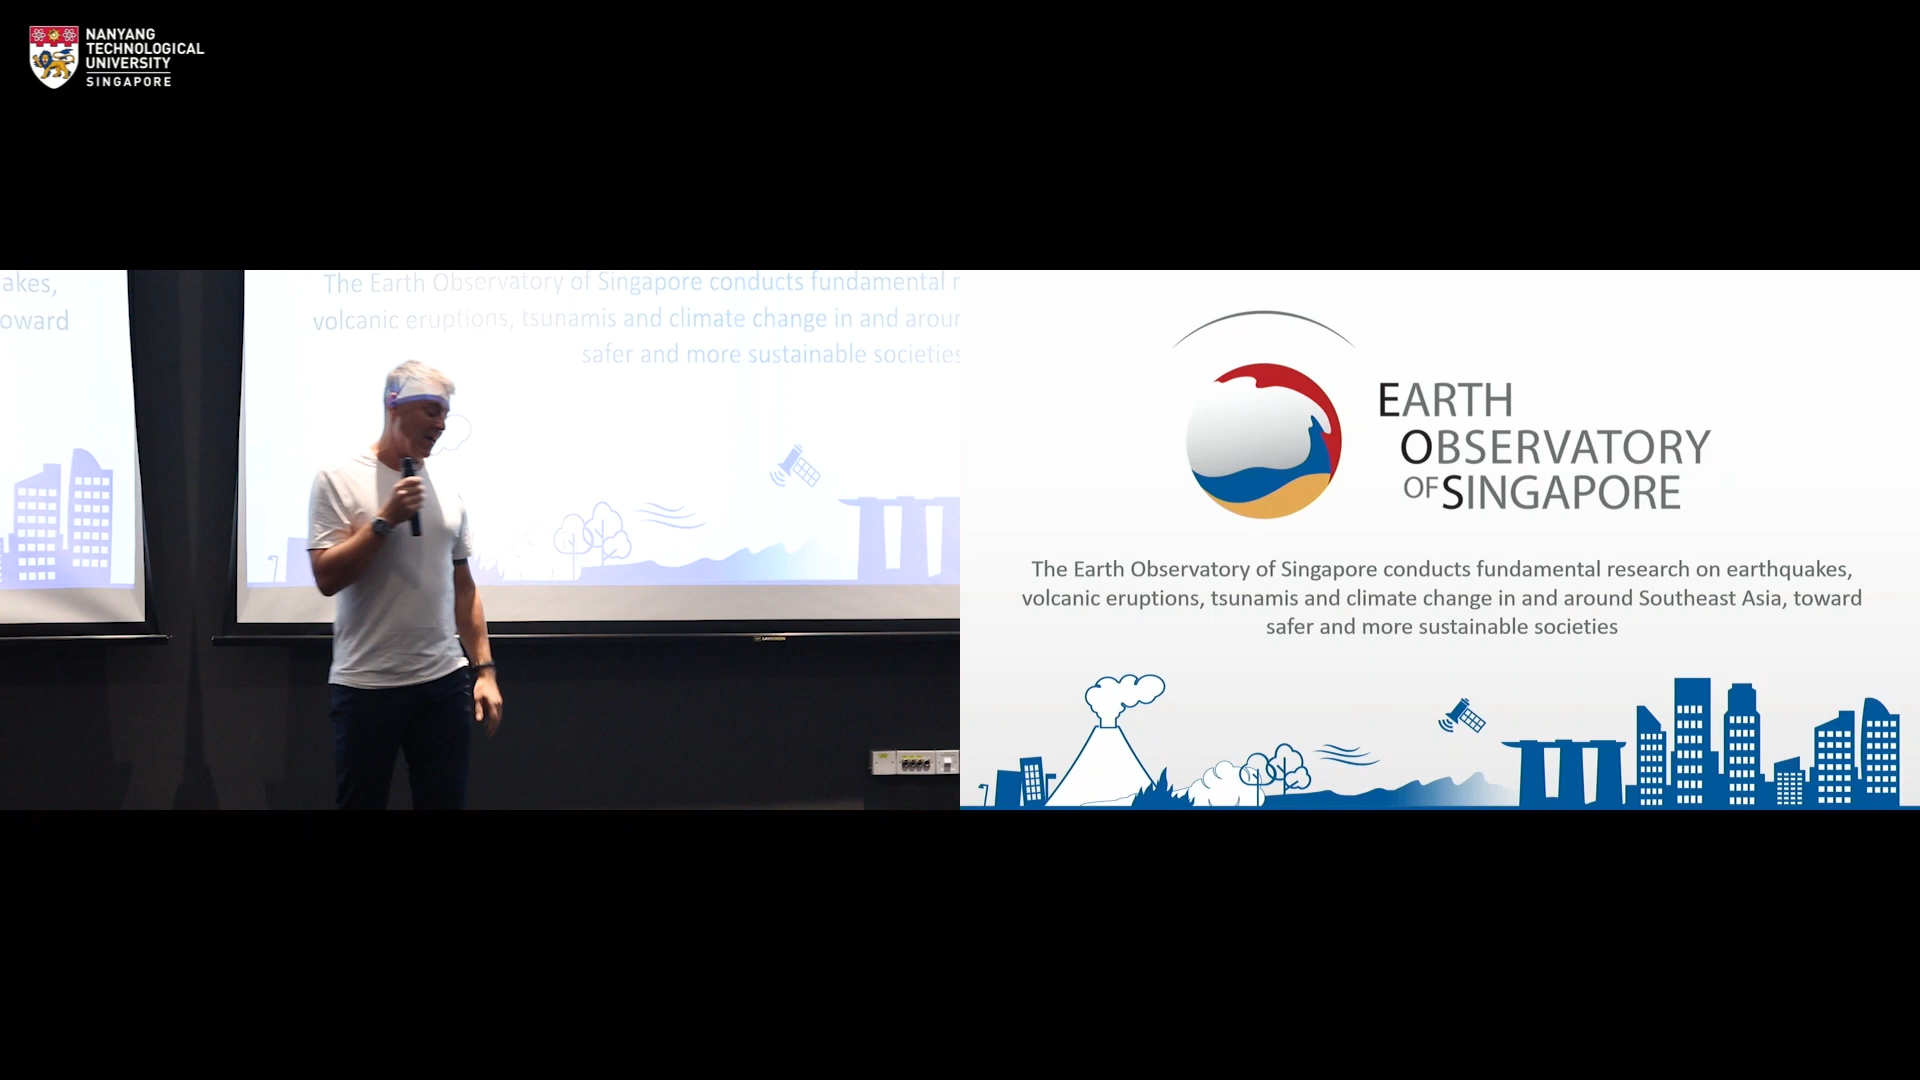 NANYANG
TECHNOLOGICAL
UNIVERSITY
SINGAPORE
akes,
oward
The Earth Observatory of Singapore conducts fundamental r
volcanic eruptions, tsunamis and climate change in and aroun
safer and more sustainable societies
EARTH
OBSERVATORY
OF SINGAPORE
The Earth Observatory of Singapore conducts fundamental research on earthquakes,
volcanic eruptions, tsunamis and climate change in and around Southeast Asia, toward
safer and more sustainable societies